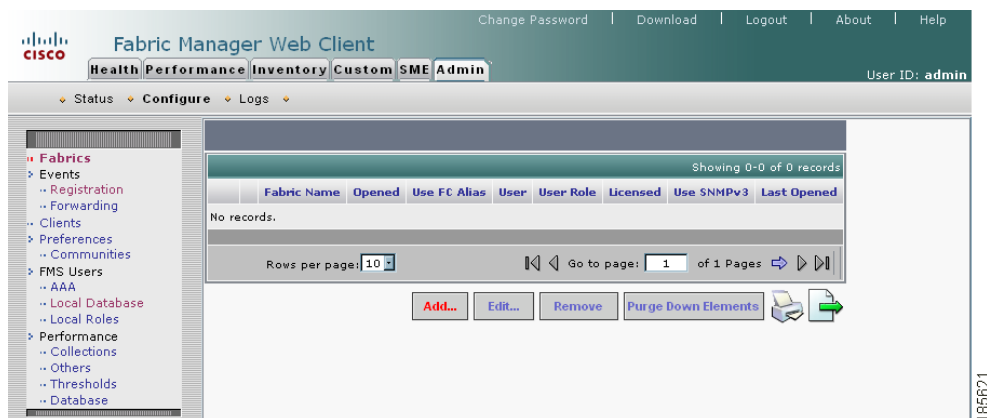 Change Password | Download | Logout | About | Help
CISCO
Fabric Manager Web Client
Health Performance Inventory Custom SME Admin
User ID: admin
Status Configure Logs
Fabrics
Events
Registration
Forwarding
Clients
Preferences
Communities
FMS Users
AAA
Local Database
Local Roles
Performance
Collections
Others
Thresholds
Database
Showing 0-0 of 0 records
Fabric Name Opened Use FC Alias User User Role Licensed Use SNMPv3 Last Opened
No records.
Rows per page: 10 Go to page: 1 of 1 Pages
Add... Edit... Remove Purge Down Elements
185621